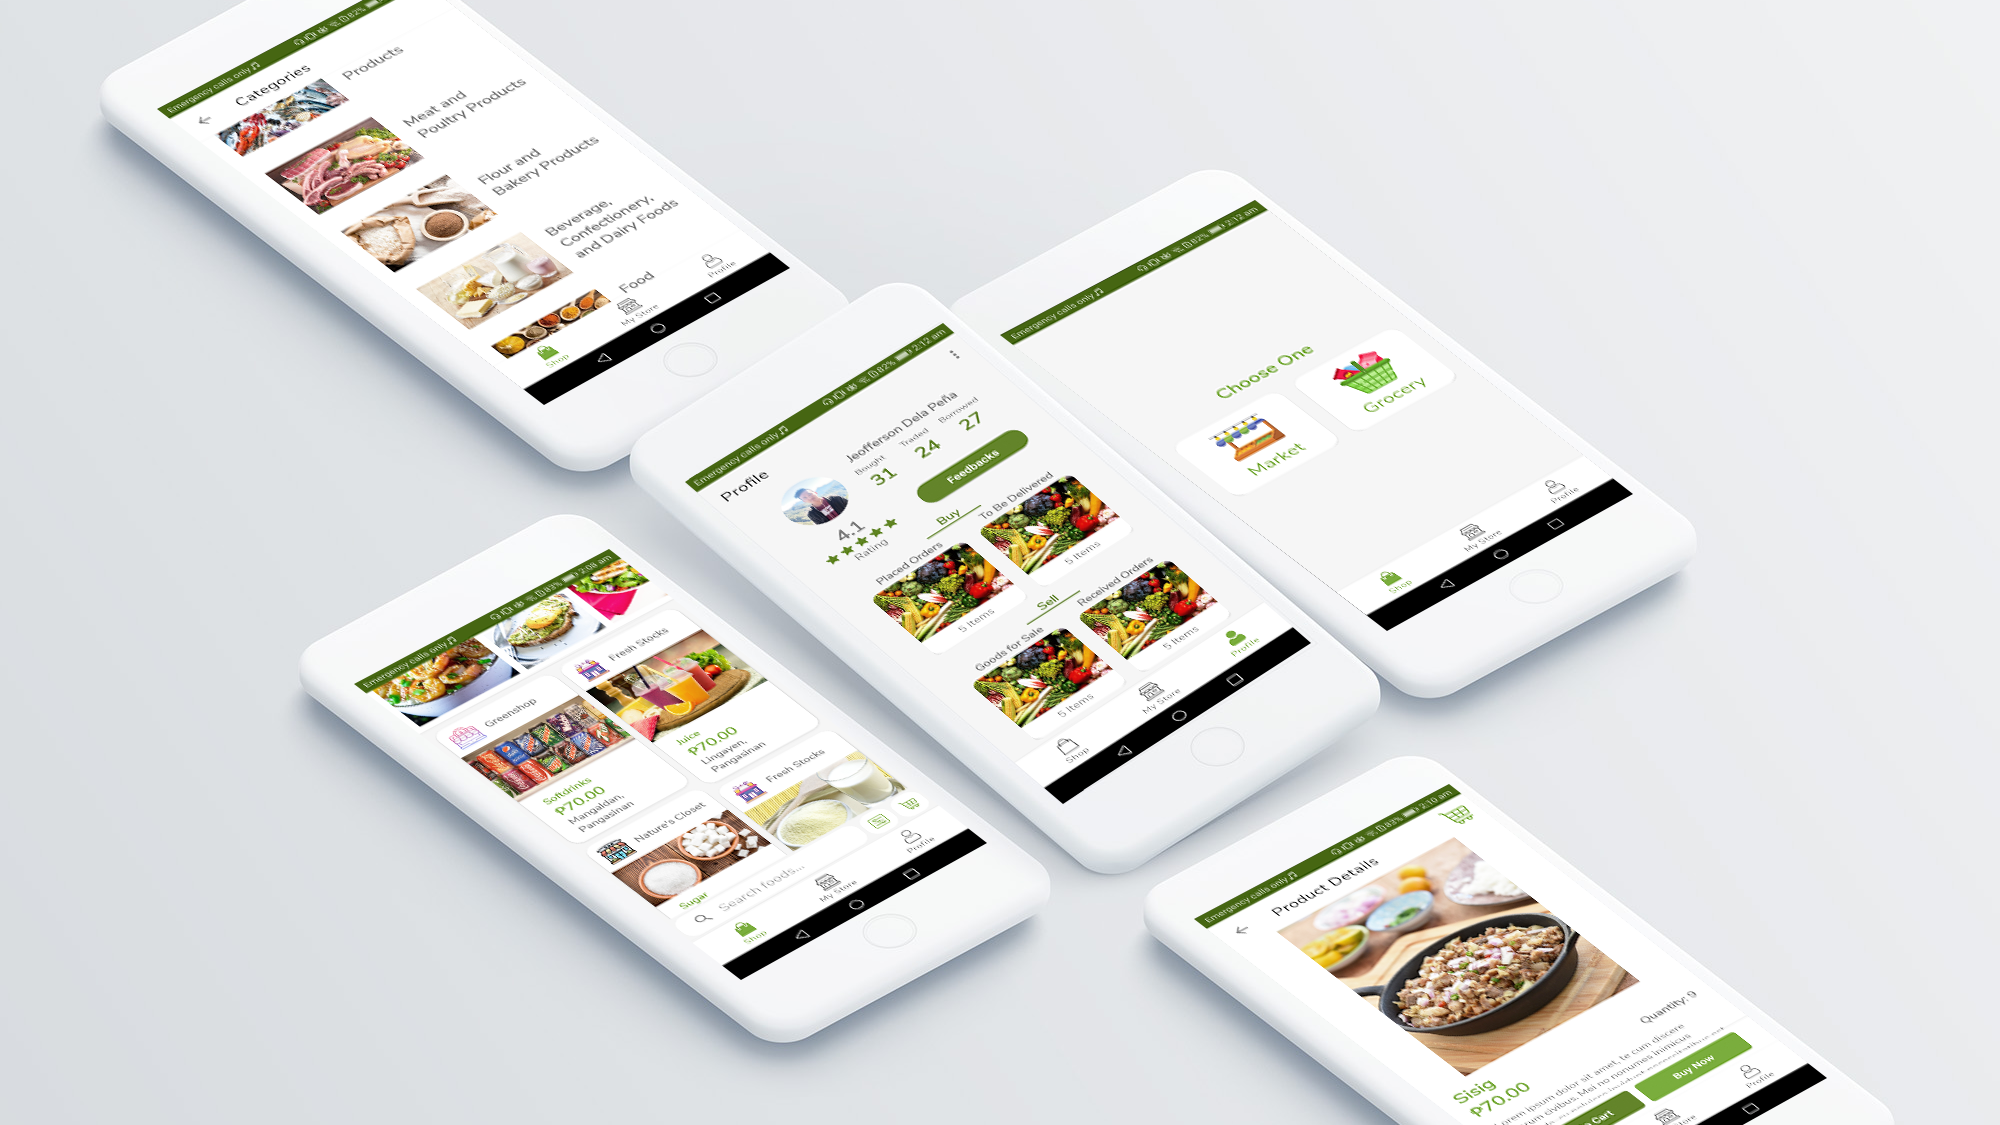 Emergency calls only
82%
Categories
Products
Meat and
Poultry Products
Flour and
Bakery Products
Beverage,
Confectionery,
and Dairy Foods
Food
Shop
My Store
Profile
Emergency calls only
82% 2:12 am
Choose One
Market
Grocery
Shop
My Store
Profile
Emergency calls only
82% 2:12 am
Profile
Jeofferson Dela Peña
Bought
31
Traded
24
Borrowed
27
Feedbacks
4.1
Rating
Buy
Placed Orders
5 Items
To Be Delivered
5 Items
Sell
Goods for Sale
5 Items
Received Orders
5 Items
Shop
My Store
Profile
Emergency calls only
83% 2:08 am
Greenshop
Softdrinks
₱70.00
Mangaldan,
Pangasinan
Fresh Stocks
Juice
₱70.00
Lingayen,
Pangasinan
Nature's Closet
Sugar
Fresh Stocks
Search foods...
Shop
My Store
Profile
Emergency calls only
83% 2:10 am
Product Details
Sisig
₱70.00
Quantity: 9
Lorem ipsum dolor sit amet, te cum discere
civibus. Mei no nonumes inimicus
Cart
Buy Now
Profile